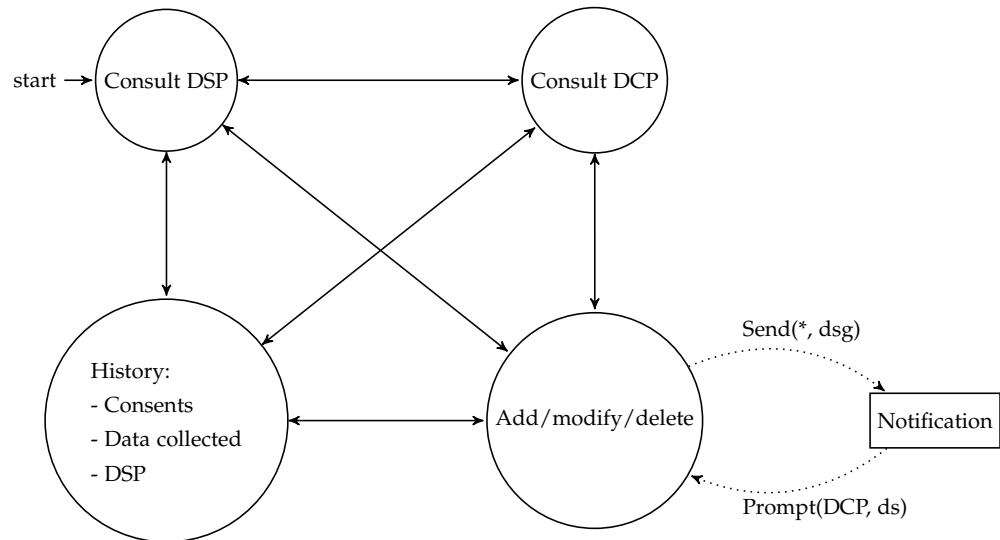 start
Consult DSP
Consult DCP
History:
- Consents
- Data collected
- DSP
Add/modify/delete
Send(*, dsg)
Notification
Prompt(DCP, ds)